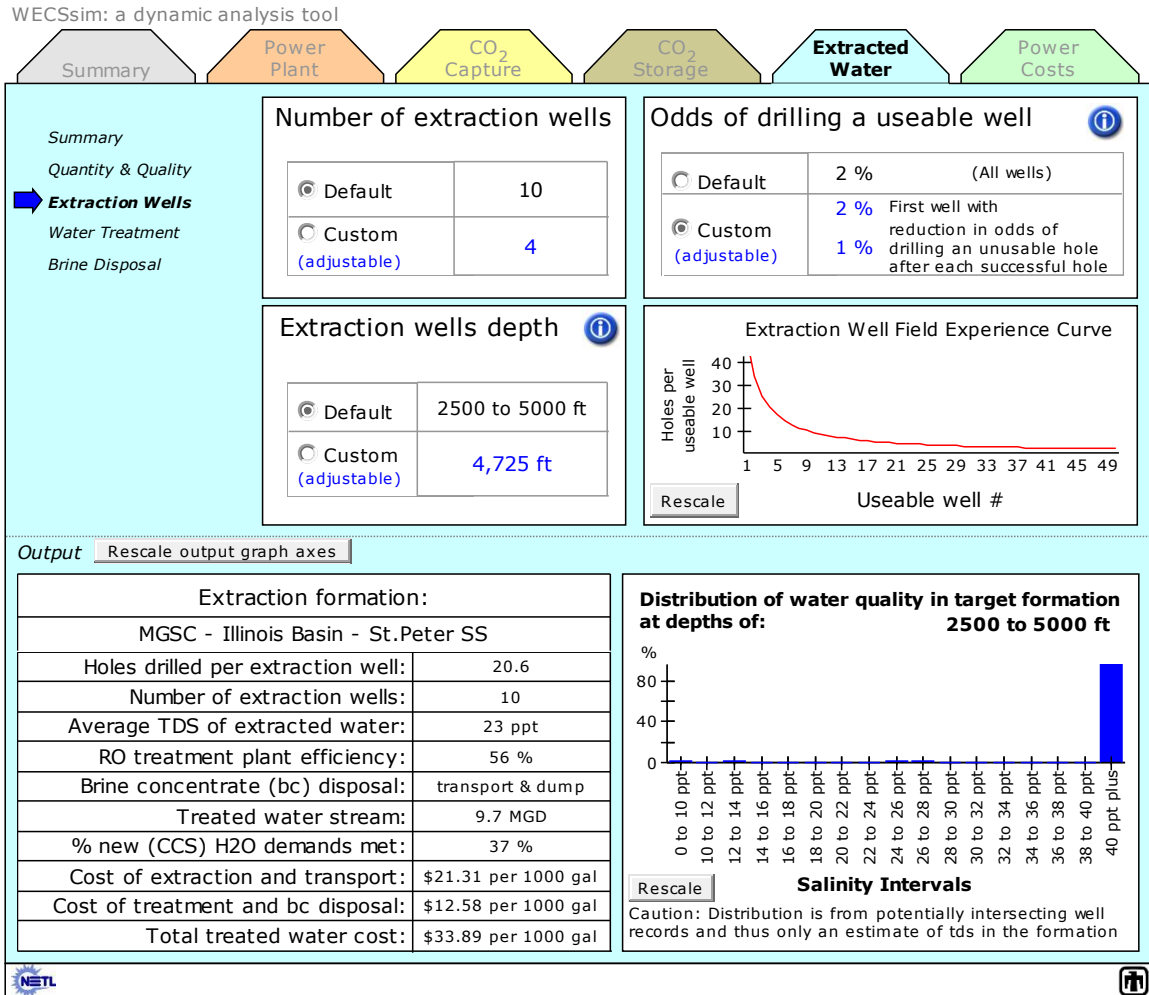 WECSsim: a dynamic analysis tool
Summary
Power
Plant
CO2
Capture
CO2
Storage
Extracted
Water
Power
Costs
Summary
Quantity & Quality
Extraction Wells
Water Treatment
Brine Disposal
Number of extraction wells
Default 10
Custom
(adjustable)
4
Odds of drilling a useable well
Default 2 % (All wells)
Custom
(adjustable)
2 % First well with
reduction in odds of
1 % drilling an unusable hole
after each successful hole
Extraction wells depth
Default 2500 to 5000 ft
Custom
(adjustable)
4,725 ft
Extraction Well Field Experience Curve
Holes per
useable well
40
30
20
10
1 5 9 13 17 21 25 29 33 37 41 45 49
Rescale
Useable well #
Output Rescale output graph axes
Extraction formation:
MGSC - Illinois Basin - St.Peter SS
Holes drilled per extraction well: 20.6
Number of extraction wells: 10
Average TDS of extracted water: 23 ppt
RO treatment plant efficiency: 56 %
Brine concentrate (bc) disposal: transport & dump
Treated water stream: 9.7 MGD
% new (CCS) H2O demands met: 37 %
Cost of extraction and transport: $21.31 per 1000 gal
Cost of treatment and bc disposal: $12.58 per 1000 gal
Total treated water cost: $33.89 per 1000 gal
Distribution of water quality in target formation
at depths of: 2500 to 5000 ft
%
80
40
0
0 to 10 ppt
10 to 12 ppt
12 to 14 ppt
14 to 16 ppt
16 to 18 ppt
18 to 20 ppt
20 to 22 ppt
22 to 24 ppt
24 to 26 ppt
26 to 28 ppt
28 to 30 ppt
30 to 32 ppt
32 to 34 ppt
34 to 36 ppt
36 to 38 ppt
38 to 40 ppt
40 ppt plus
Rescale
Salinity Intervals
Caution: Distribution is from potentially intersecting well
records and thus only an estimate of tds in the formation
NETL